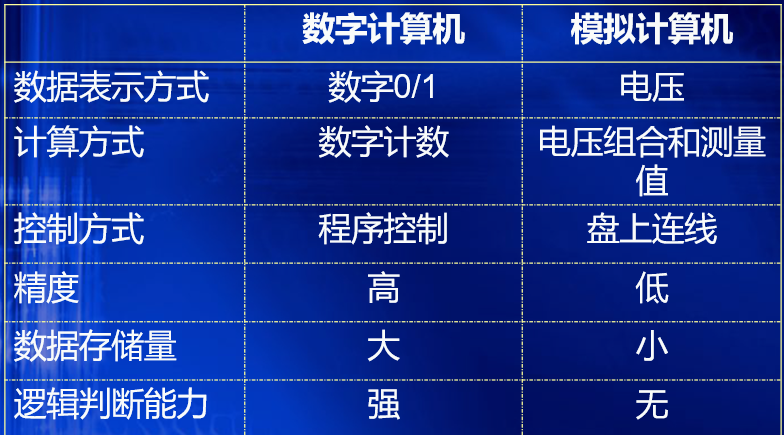 数字计算机 模拟计算机
数据表示方式 数字0/1 电压
计算方式 数字计数 电压组合和测量
值
控制方式 程序控制 盘上连线
精度 高 低
数据存储量 大 小
逻辑判断能力 强 无